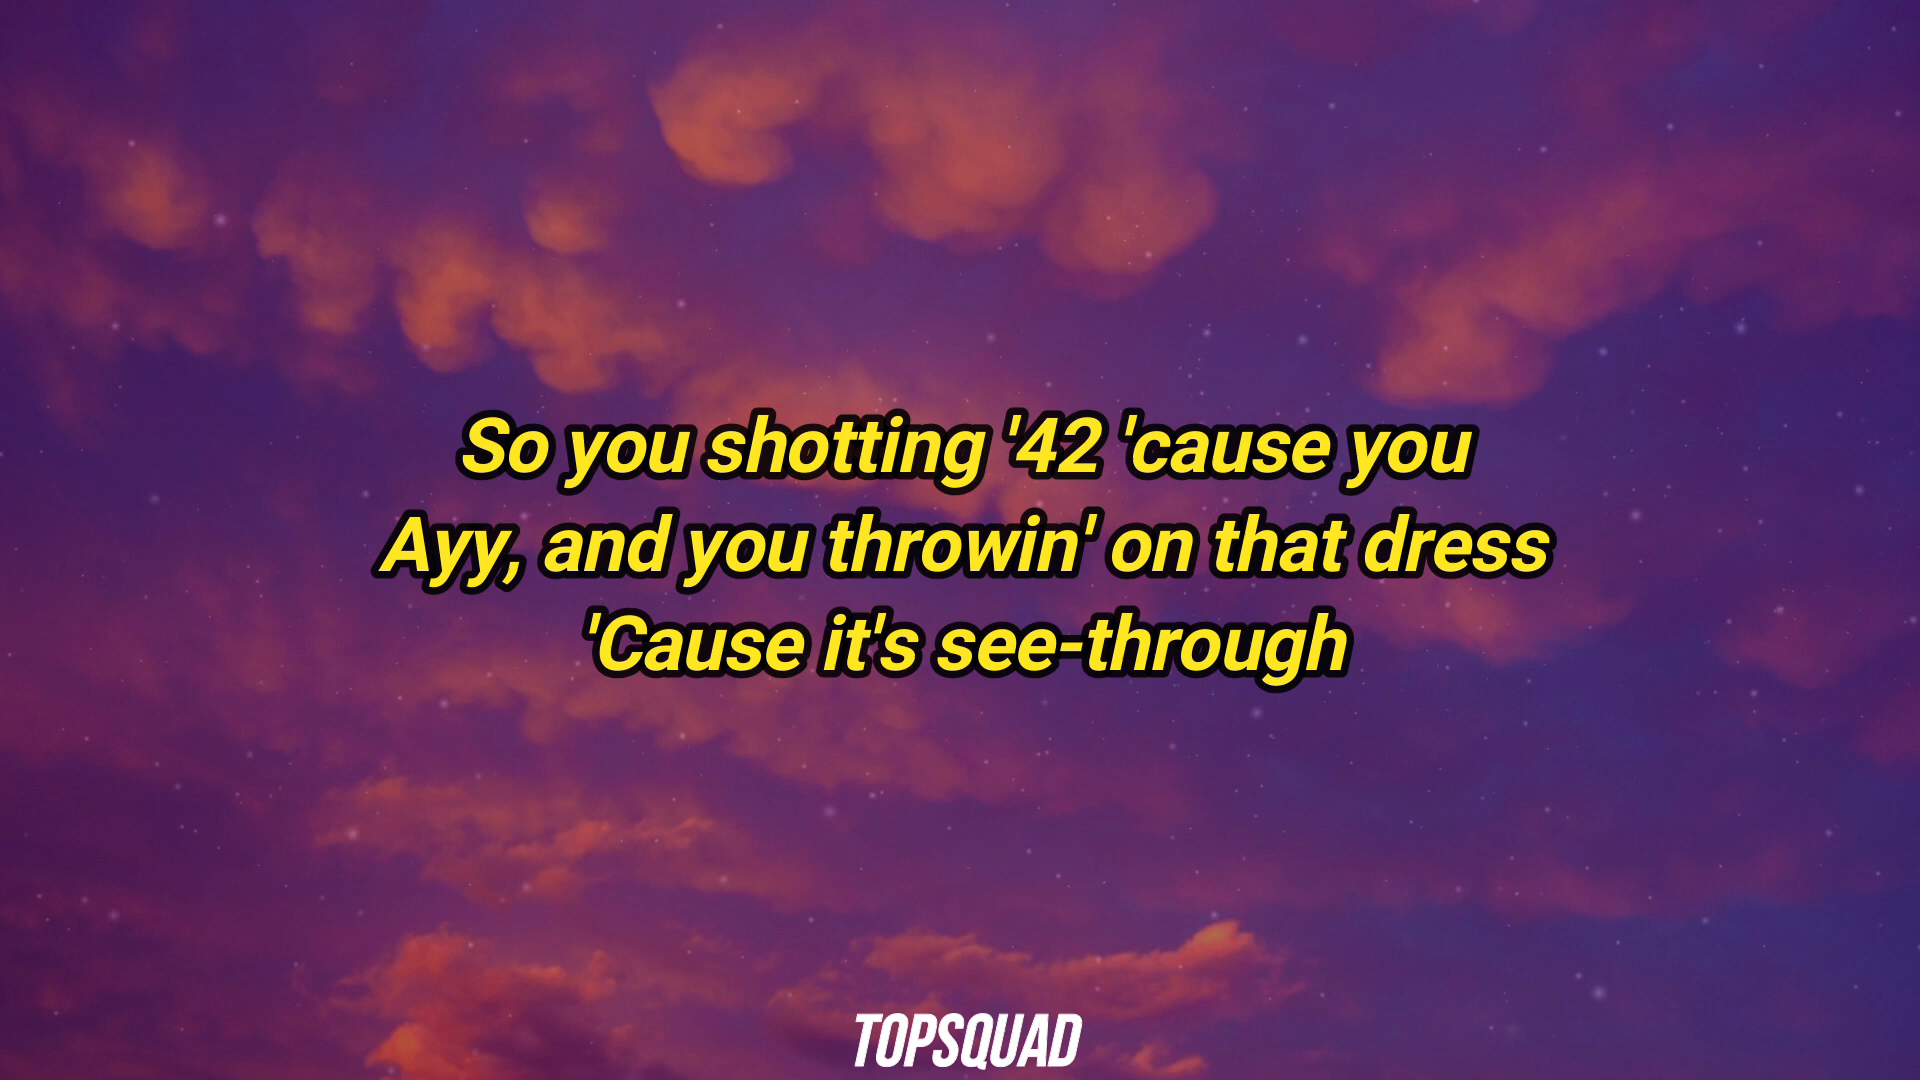 So you shotting '42 'cause you
Ayy, and you throwin' on that dress
'Cause it's see-through
TOPSQUAD